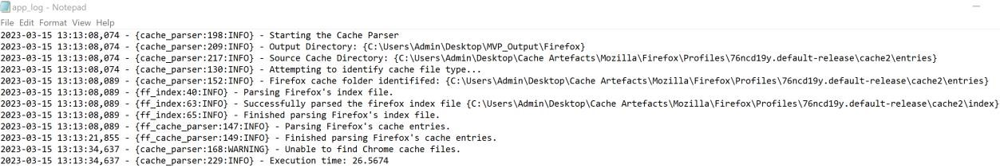 app_log - Notepad
File Edit Format View Help
2023-03-15 13:13:08,074 - {cache_parser:198:INFO} - Starting the Cache Parser
2023-03-15 13:13:08,074 - {cache_parser:209:INFO} - Output Directory: {C:\Users\Admin\Desktop\MVP_Output\Firefox}
2023-03-15 13:13:08,074 - {cache_parser:217:INFO} - Source Cache Directory: {C:\Users\Admin\Desktop\Cache Artefacts\Mozilla\Firefox\Profiles\76ncd19y.default-release\cache2\entries}
2023-03-15 13:13:08,074 - {cache_parser:130:INFO} - Attempting to identify cache file type...
2023-03-15 13:13:08,089 - {cache_parser:152:INFO} - Firefox cache folder identifified: {C:\Users\Admin\Desktop\Cache Artefacts\Mozilla\Firefox\Profiles\76ncd19y.default-release\cache2\entries}
2023-03-15 13:13:08,089 - {ff_index:40:INFO} - Parsing Firefox's index file.
2023-03-15 13:13:08,089 - {ff_index:63:INFO} - Successfully parsed the firefox index file {C:\Users\Admin\Desktop\Cache Artefacts\Mozilla\Firefox\Profiles\76ncd19y.default-release\cache2\index}
2023-03-15 13:13:08,089 - {ff_index:65:INFO} - Finished parsing Firefox's index file.
2023-03-15 13:13:08,089 - {ff_cache_parser:147:INFO} - Parsing Firefox's cache entries.
2023-03-15 13:13:21,855 - {ff_cache_parser:149:INFO} - Finished parsing Firefox's cache entries.
2023-03-15 13:13:34,637 - {cache_parser:168:WARNING} - Unable to find Chrome cache files.
2023-03-15 13:13:34,637 - {cache_parser:229:INFO} - Execution time: 26.5674